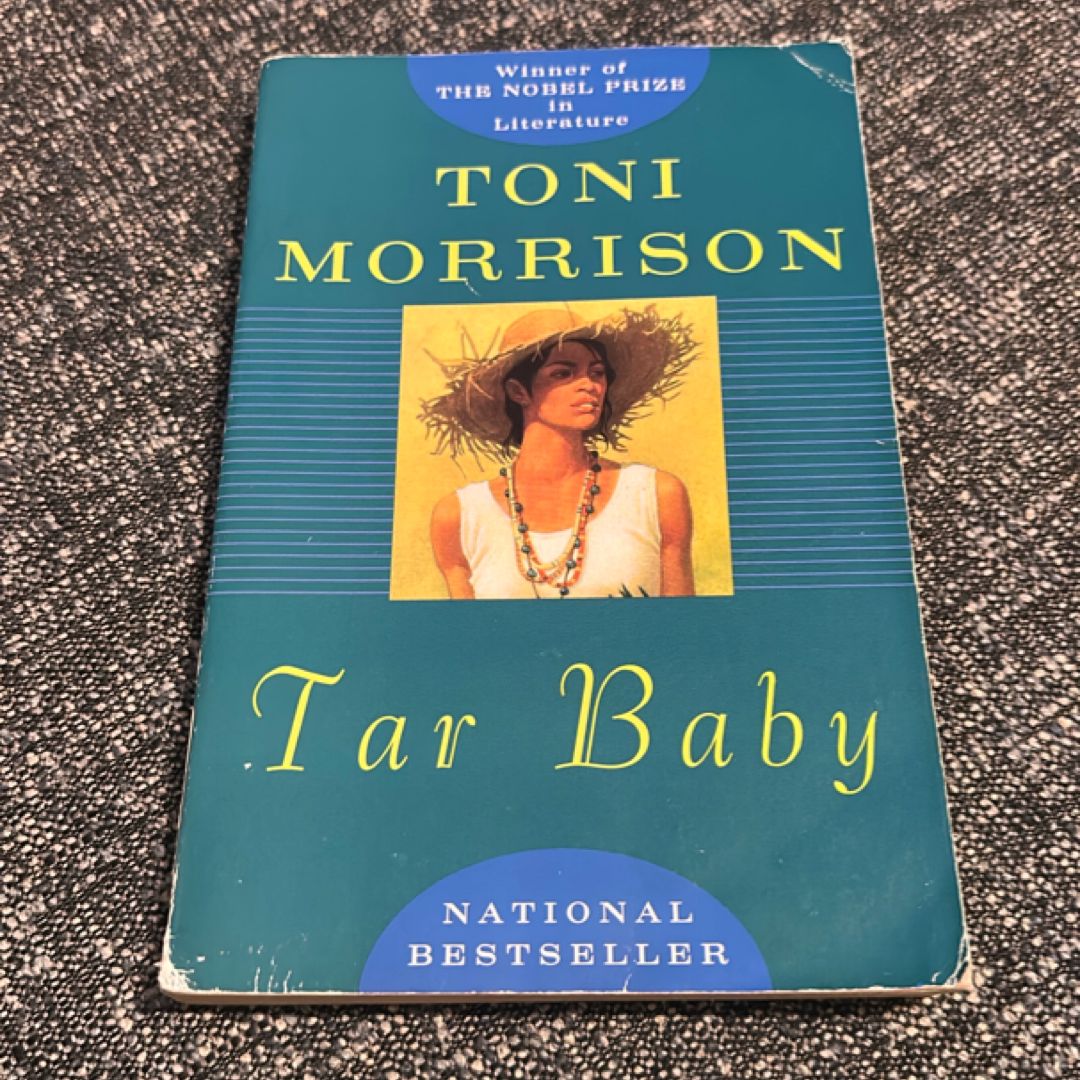 Winner of
THE NOBEL PRIZE
in
Literature
TONI
MORRISON
Tar Baby
NATIONAL
BESTSELLER